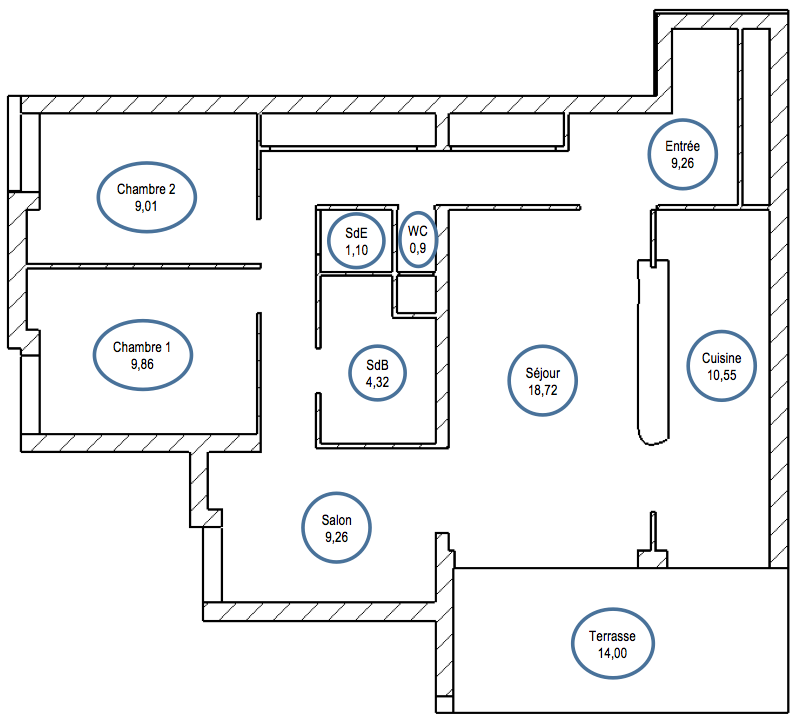 Entrée
9,26
Chambre 2
9,01
SdE
1,10
WC
0,9
Chambre 1
9,86
SdB
4,32
Séjour
18,72
Cuisine
10,55
Salon
9,26
Terrasse
14,00